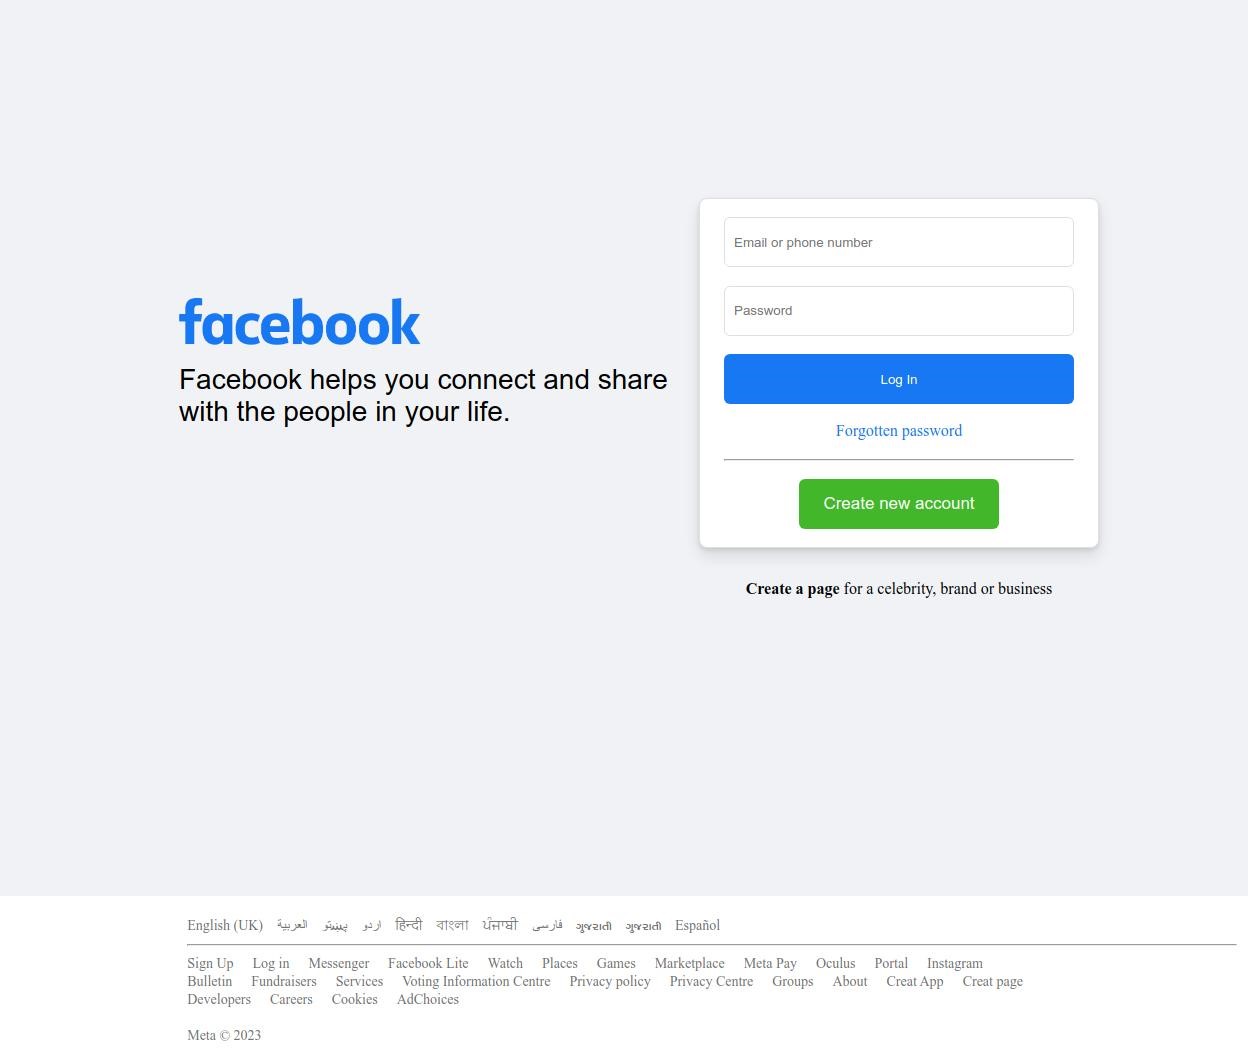 facebook
Facebook helps you connect and share
with the people in your life.
Email or phone number
Password
Log In
Forgotten password
Create new account
Create a page for a celebrity, brand or business
English (UK) العربية پښتو اردو हिन्दी বাংলা ਪੰਜਾਬੀ فارسی ગુજરાતી ગુજરાતી Español
Sign Up Log in Messenger Facebook Lite Watch Places Games Marketplace Meta Pay Oculus Portal Instagram
Bulletin Fundraisers Services Voting Information Centre Privacy policy Privacy Centre Groups About Creat App Creat page
Developers Careers Cookies AdChoices
Meta © 2023